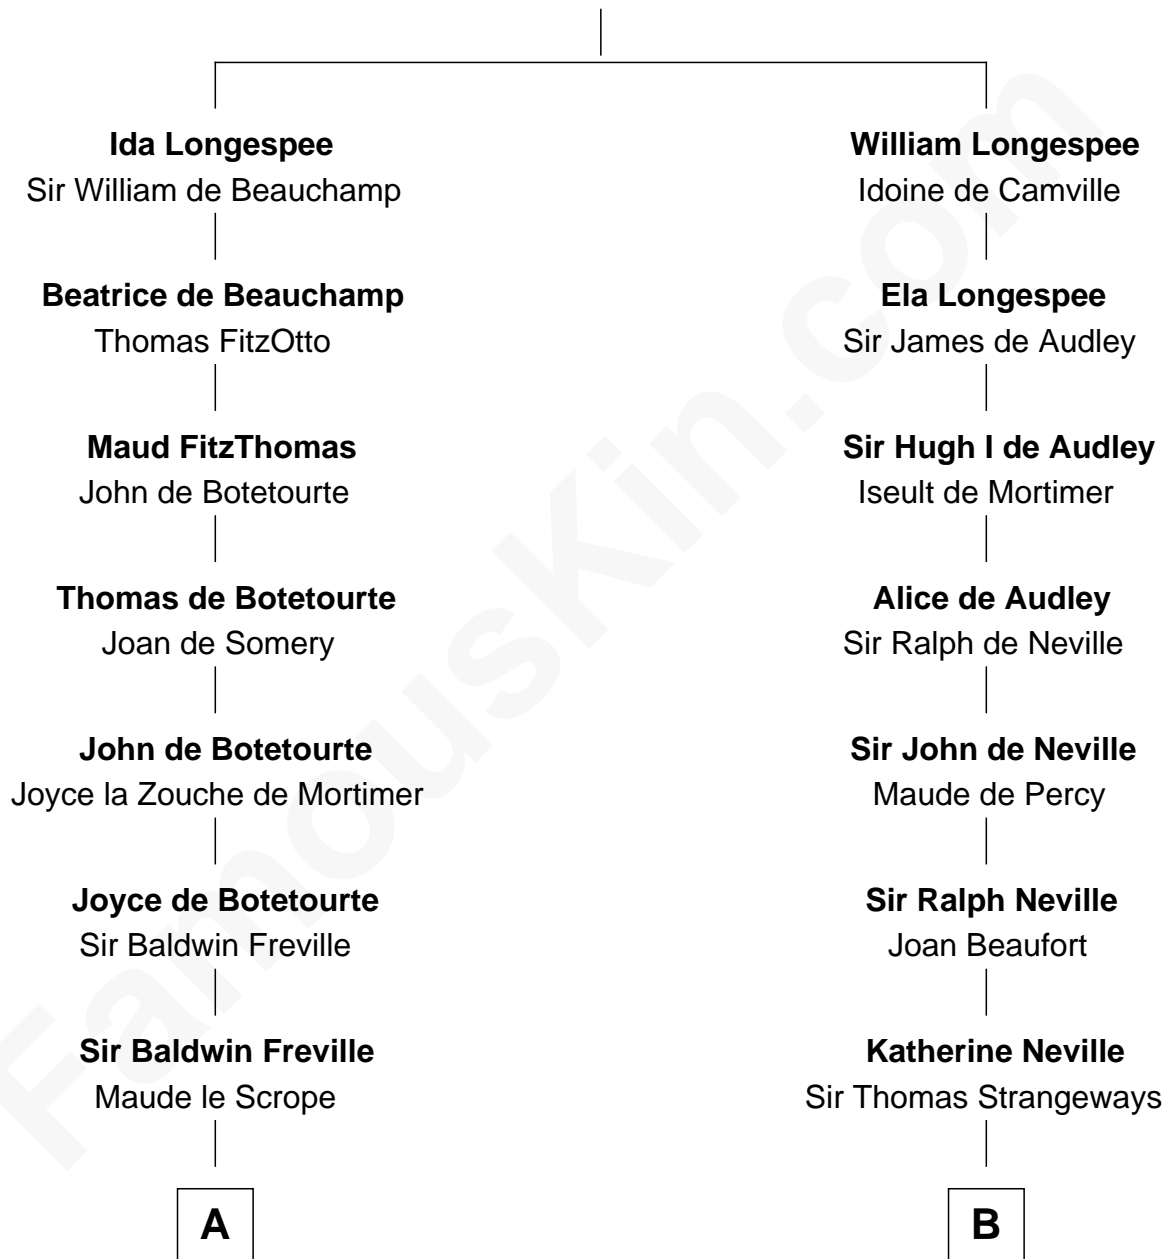 Ida Longespee
Sir William de Beauchamp
Beatrice de Beauchamp
Thomas FitzOtto
Maud FitzThomas
John de Botetourte
Thomas de Botetourte
Joan de Somery
John de Botetourte
Joyce la Zouche de Mortimer
Joyce de Botetourte
Sir Baldwin Freville
Sir Baldwin Freville
Maude le Scrope
A
William Longespee
Idoine de Camville
Ela Longespee
Sir James de Audley
Sir Hugh I de Audley
Iseult de Mortimer
Alice de Audley
Sir Ralph de Neville
Sir John de Neville
Maude de Percy
Sir Ralph Neville
Joan Beaufort
Katherine Neville
Sir Thomas Strangeways
B
FamousKin.com